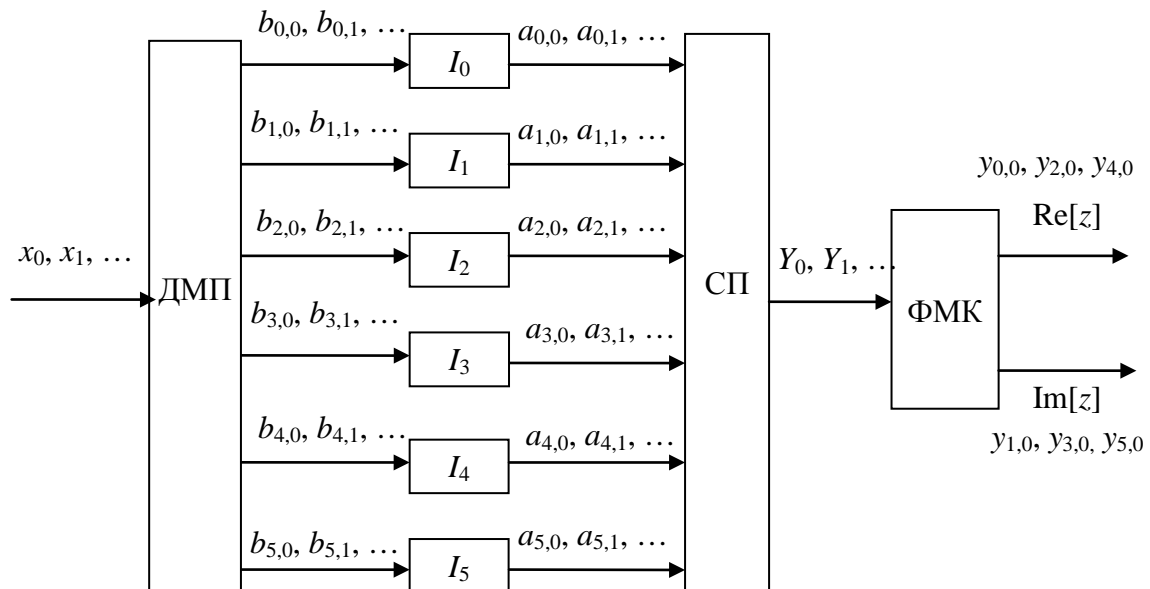 b0,0, b0,1, …
a0,0, a0,1, …
I0
b1,0, b1,1, …
a1,0, a1,1, …
I1
b2,0, b2,1, …
a2,0, a2,1, …
I2
x0, x1, …
ДМП
b3,0, b3,1, …
a3,0, a3,1, …
I3
b4,0, b4,1, …
a4,0, a4,1, …
I4
b5,0, b5,1, …
a5,0, a5,1, …
I5
СП
Y0, Y1, …
ФМК
y0,0, y2,0, y4,0
Re[z]
Im[z]
y1,0, y3,0, y5,0